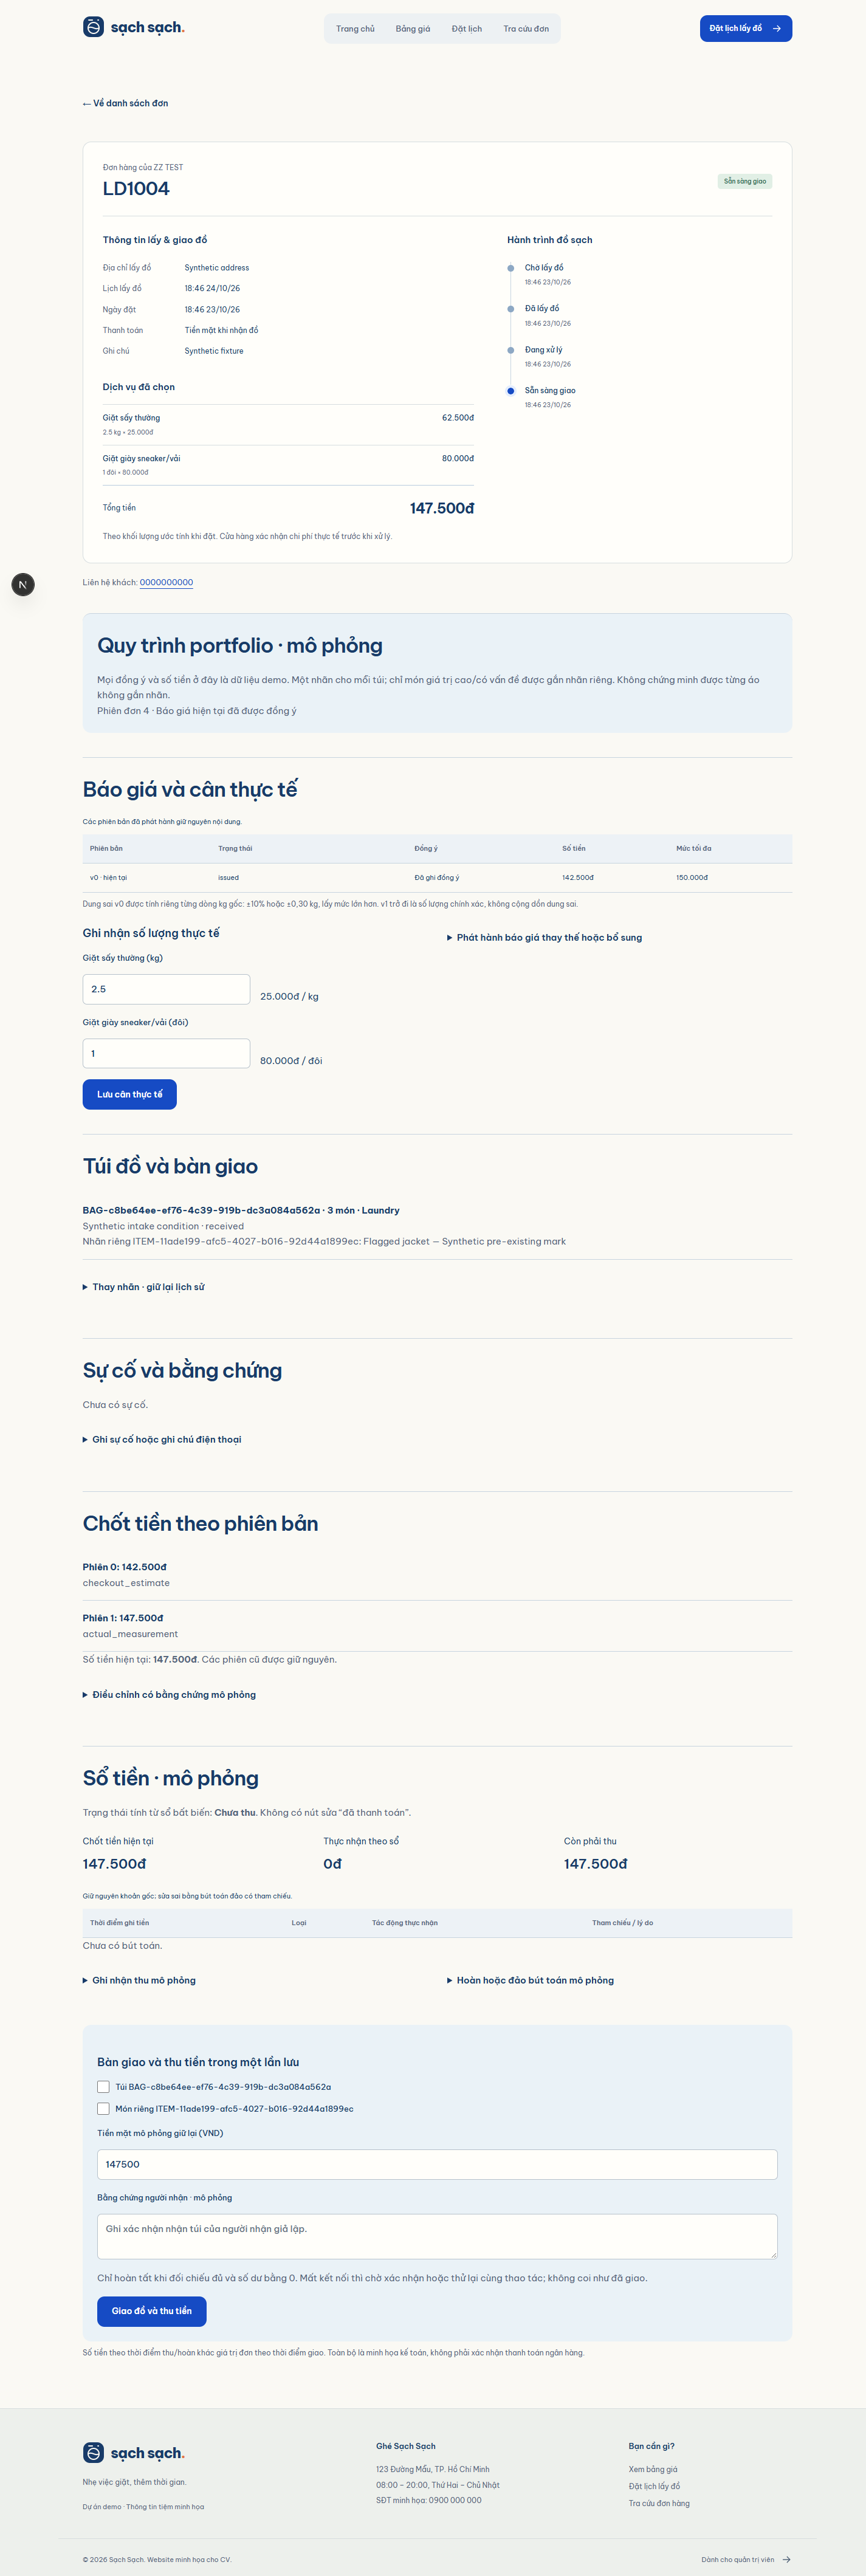 sạch sạch.
Trang chủ
Bảng giá
Đặt lịch
Tra cứu đơn
Đặt lịch lấy đồ →
← Về danh sách đơn
Đơn hàng của ZZ TEST
LD1004
Sẵn sàng giao
Thông tin lấy & giao đồ
Địa chỉ lấy đồ Synthetic address
Lịch lấy đồ 18:46 24/10/26
Ngày đặt 18:46 23/10/26
Thanh toán Tiền mặt khi nhận đồ
Ghi chú Synthetic fixture
Dịch vụ đã chọn
Giặt sấy thường 62.500đ
2.5 kg × 25.000đ
Giặt giày sneaker/vải 80.000đ
1 đôi × 80.000đ
Tổng tiền 147.500đ
Theo khối lượng ước tính khi đặt. Cửa hàng xác nhận chi phí thực tế trước khi xử lý.
Hành trình đồ sạch
Chờ lấy đồ
18:46 23/10/26
Đã lấy đồ
18:46 23/10/26
Đang xử lý
18:46 23/10/26
Sẵn sàng giao
18:46 23/10/26
Liên hệ khách: 0000000000
N
Quy trình portfolio · mô phỏng
Mọi đồng ý và số tiền ở đây là dữ liệu demo. Một nhãn cho mỗi túi; chỉ món giá trị cao/có vấn đề được gắn nhãn riêng. Không chứng minh được từng áo
không gắn nhãn.
Phiên đơn 4 · Báo giá hiện tại đã được đồng ý
Báo giá và cân thực tế
Các phiên bản đã phát hành giữ nguyên nội dung.
Phiên bản Trạng thái Đồng ý Số tiền Mức tối đa
v0 · hiện tại issued Đã ghi đồng ý 142.500đ 150.000đ
Dung sai v0 được tính riêng từng dòng kg gốc: ±10% hoặc ±0,30 kg, lấy mức lớn hơn. v1 trở đi là số lượng chính xác, không cộng dồn dung sai.
Ghi nhận số lượng thực tế
Giặt sấy thường (kg)
2.5 25.000đ / kg
Giặt giày sneaker/vải (đôi)
1 80.000đ / đôi
Lưu cân thực tế
▶ Phát hành báo giá thay thế hoặc bổ sung
Túi đồ và bàn giao
BAG-c8be64ee-ef76-4c39-919b-dc3a084a562a · 3 món · Laundry
Synthetic intake condition · received
Nhãn riêng ITEM-11ade199-afc5-4027-b016-92d44a1899ec: Flagged jacket — Synthetic pre-existing mark
▶ Thay nhãn · giữ lại lịch sử
Sự cố và bằng chứng
Chưa có sự cố.
▶ Ghi sự cố hoặc ghi chú điện thoại
Chốt tiền theo phiên bản
Phiên 0: 142.500đ
checkout_estimate
Phiên 1: 147.500đ
actual_measurement
Số tiền hiện tại: 147.500đ. Các phiên cũ được giữ nguyên.
▶ Điều chỉnh có bằng chứng mô phỏng
Sổ tiền · mô phỏng
Trạng thái tính từ sổ bất biến: Chưa thu. Không có nút sửa “đã thanh toán”.
Chốt tiền hiện tại Thực nhận theo sổ Còn phải thu
147.500đ 0đ 147.500đ
Giữ nguyên khoản gốc; sửa sai bằng bút toán đảo có tham chiếu.
Thời điểm ghi tiền Loại Tác động thực nhận Tham chiếu / lý do
Chưa có bút toán.
▶ Ghi nhận thu mô phỏng
▶ Hoàn hoặc đảo bút toán mô phỏng
Bàn giao và thu tiền trong một lần lưu
Túi BAG-c8be64ee-ef76-4c39-919b-dc3a084a562a
Món riêng ITEM-11ade199-afc5-4027-b016-92d44a1899ec
Tiền mặt mô phỏng giữ lại (VND)
147500
Bằng chứng người nhận · mô phỏng
Ghi xác nhận nhận túi của người nhận giả lập.
Chỉ hoàn tất khi đối chiếu đủ và số dư bằng 0. Mất kết nối thì chờ xác nhận hoặc thử lại cùng thao tác; không coi như đã giao.
Giao đồ và thu tiền
Số tiền theo thời điểm thu/hoàn khác giá trị đơn theo thời điểm giao. Toàn bộ là minh họa kế toán, không phải xác nhận thanh toán ngân hàng.
sạch sạch.
Nhẹ việc giặt, thêm thời gian.
Dự án demo · Thông tin tiệm minh họa
Ghé Sạch Sạch
123 Đường Mẫu, TP. Hồ Chí Minh
08:00 – 20:00, Thứ Hai – Chủ Nhật
SĐT minh họa: 0900 000 000
Bạn cần gì?
Xem bảng giá
Đặt lịch lấy đồ
Tra cứu đơn hàng
© 2026 Sạch Sạch. Website minh họa cho CV.
Dành cho quản trị viên →